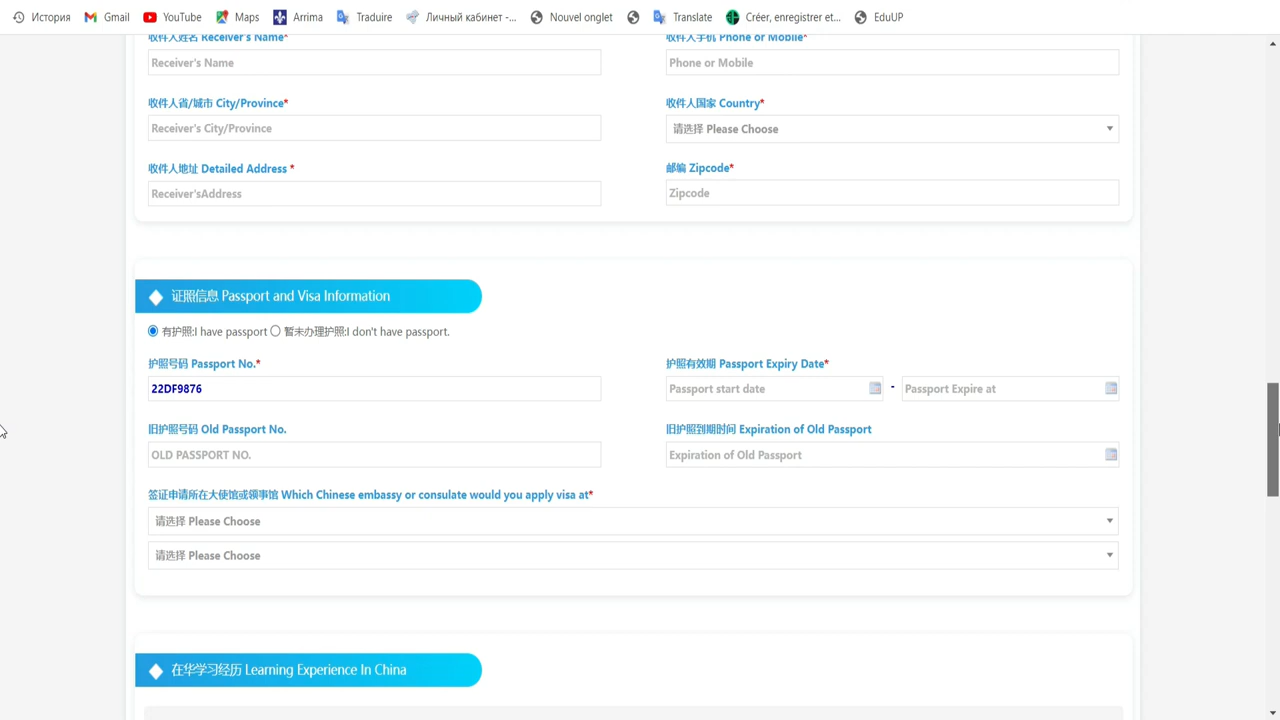 История Gmail YouTube Maps Arrima Traduire Личный кабинет -... Nouvel onglet Translate Créer, enregistrer et... EduUP
收件人姓名 Receiver's Name* 收件人手机 Phone or Mobile*
Receiver's Name Phone or Mobile
收件人省/城市 City/Province* 收件人国家 Country*
Receiver's City/Province 请选择 Please Choose
收件人地址 Detailed Address * 邮编 Zipcode*
Receiver'sAddress Zipcode
证照信息 Passport and Visa Information
有护照:I have passport 暂未办理护照:I don't have passport.
护照号码 Passport No.* 护照有效期 Passport Expiry Date*
22DF9876 Passport start date - Passport Expire at
旧护照号码 Old Passport No. 旧护照到期时间 Expiration of Old Passport
OLD PASSPORT NO. Expiration of Old Passport
签证申请所在大使馆或领事馆 Which Chinese embassy or consulate would you apply visa at*
请选择 Please Choose
请选择 Please Choose
在华学习经历 Learning Experience In China